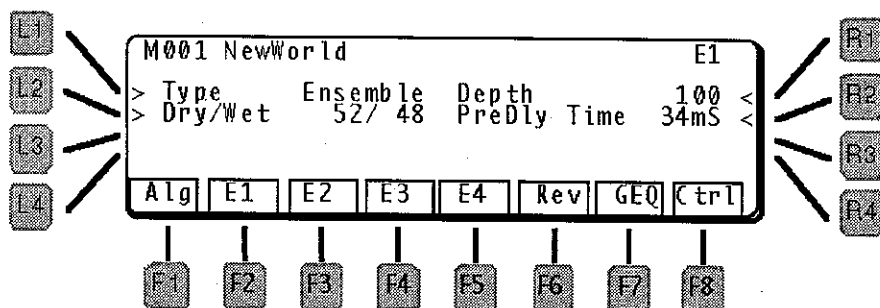 L1
R1
M001 NewWorld E1
L2
> Type Ensemble Depth 100 <
R2
> Dry/Wet 52/ 48 PreDly Time 34mS <
L3
R3
L4
Alg E1 E2 E3 E4 Rev GEQ Ctrl
R4
F1 F2 F3 F4 F5 F6 F7 F8